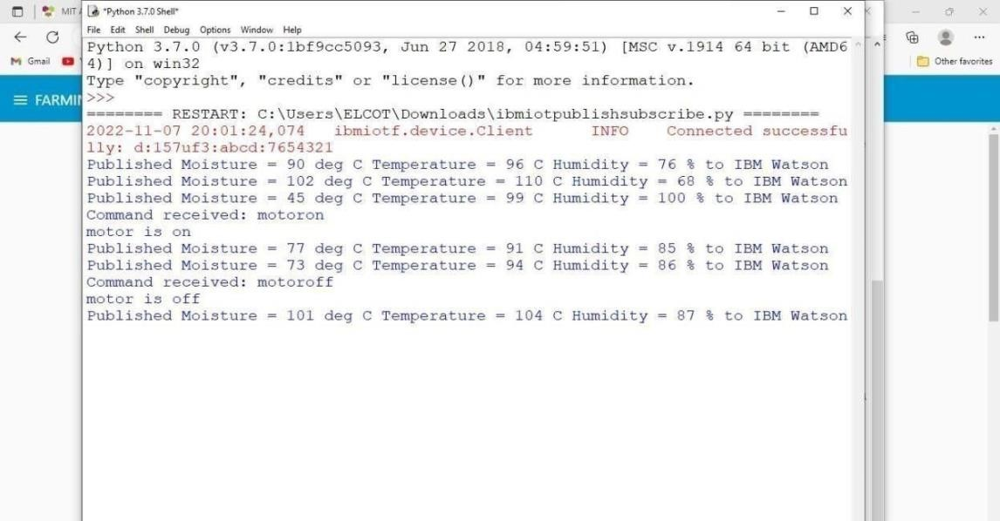 MIT
*Python 3.7.0 Shell*
File Edit Shell Debug Options Window Help
Gmail
Other favorites
FARMIN
Python 3.7.0 (v3.7.0:1bf9cc5093, Jun 27 2018, 04:59:51) [MSC v.1914 64 bit (AMD6
4)] on win32
Type "copyright", "credits" or "license()" for more information.
>>>
======== RESTART: C:\Users\ELCOT\Downloads\ibmiotpublishsubscribe.py ========
2022-11-07 20:01:24,074 ibmiotf.device.Client INFO Connected successfu
lly: d:157uf3:abcd:7654321
Published Moisture = 90 deg C Temperature = 96 C Humidity = 76 % to IBM Watson
Published Moisture = 102 deg C Temperature = 110 C Humidity = 68 % to IBM Watson
Published Moisture = 45 deg C Temperature = 99 C Humidity = 100 % to IBM Watson
Command received: motoron
motor is on
Published Moisture = 77 deg C Temperature = 91 C Humidity = 85 % to IBM Watson
Published Moisture = 73 deg C Temperature = 94 C Humidity = 86 % to IBM Watson
Command received: motoroff
motor is off
Published Moisture = 101 deg C Temperature = 104 C Humidity = 87 % to IBM Watson